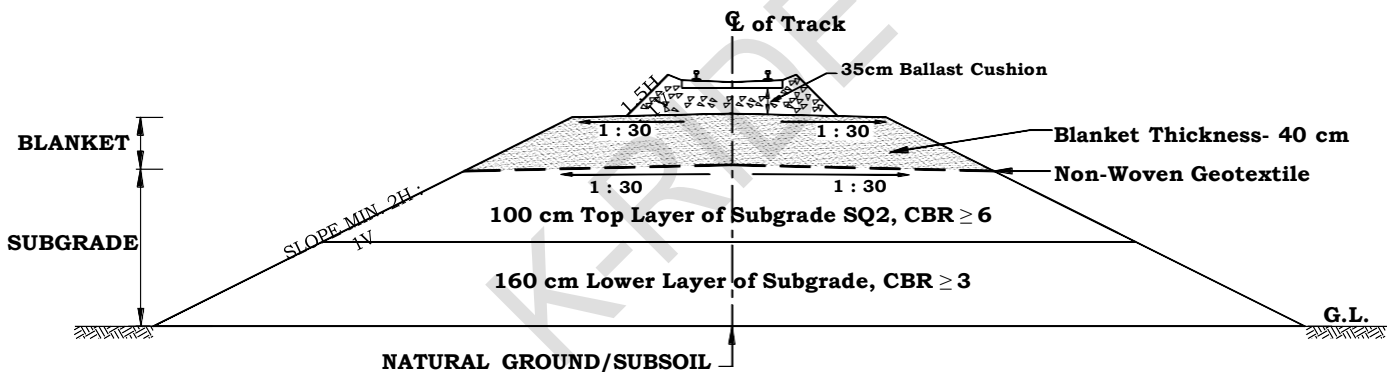 ℄ of Track
35cm Ballast Cushion
1.5H
1V
1 : 30
1 : 30
BLANKET
Blanket Thickness- 40 cm
Non-Woven Geotextile
1 : 30
1 : 30
100 cm Top Layer of Subgrade SQ2, CBR ≥ 6
SLOPE MIN. 2H :
1V
SUBGRADE
160 cm Lower Layer of Subgrade, CBR ≥ 3
G.L.
NATURAL GROUND/SUBSOIL
K-RIDE